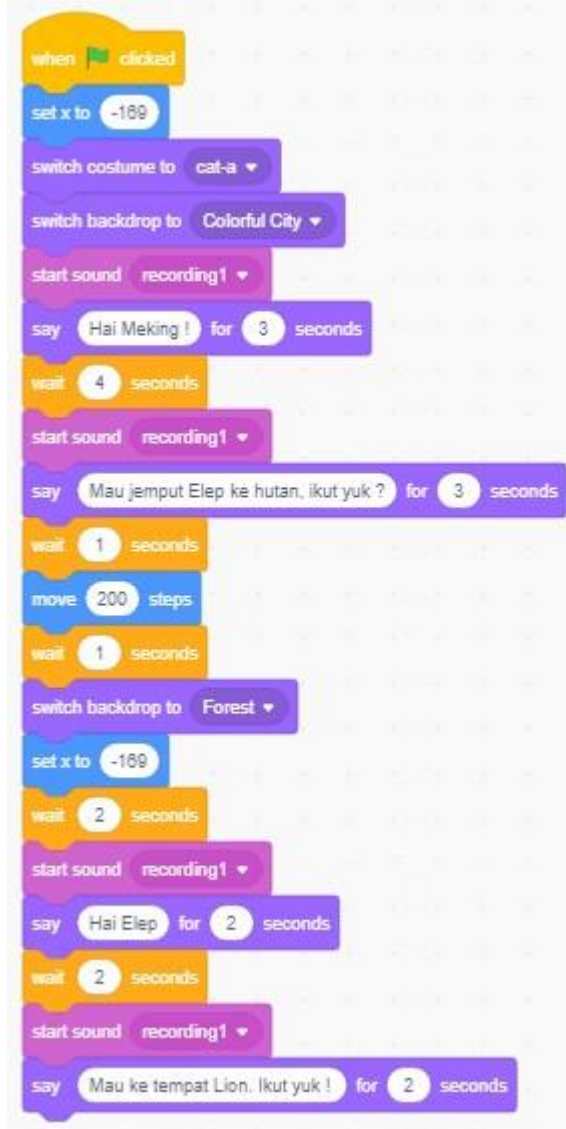 when clicked
set x to -169
switch costume to cat-a
switch backdrop to Colorful City
start sound recording1
say Hai Meking ! for 3 seconds
wait 4 seconds
start sound recording1
say Mau jemput Elep ke hutan, ikut yuk ? for 3 seconds
wait 1 seconds
move 200 steps
wait 1 seconds
switch backdrop to Forest
set x to -169
wait 2 seconds
start sound recording1
say Hai Elep for 2 seconds
wait 2 seconds
start sound recording1
say Mau ke tempat Lion. Ikut yuk ! for 2 seconds